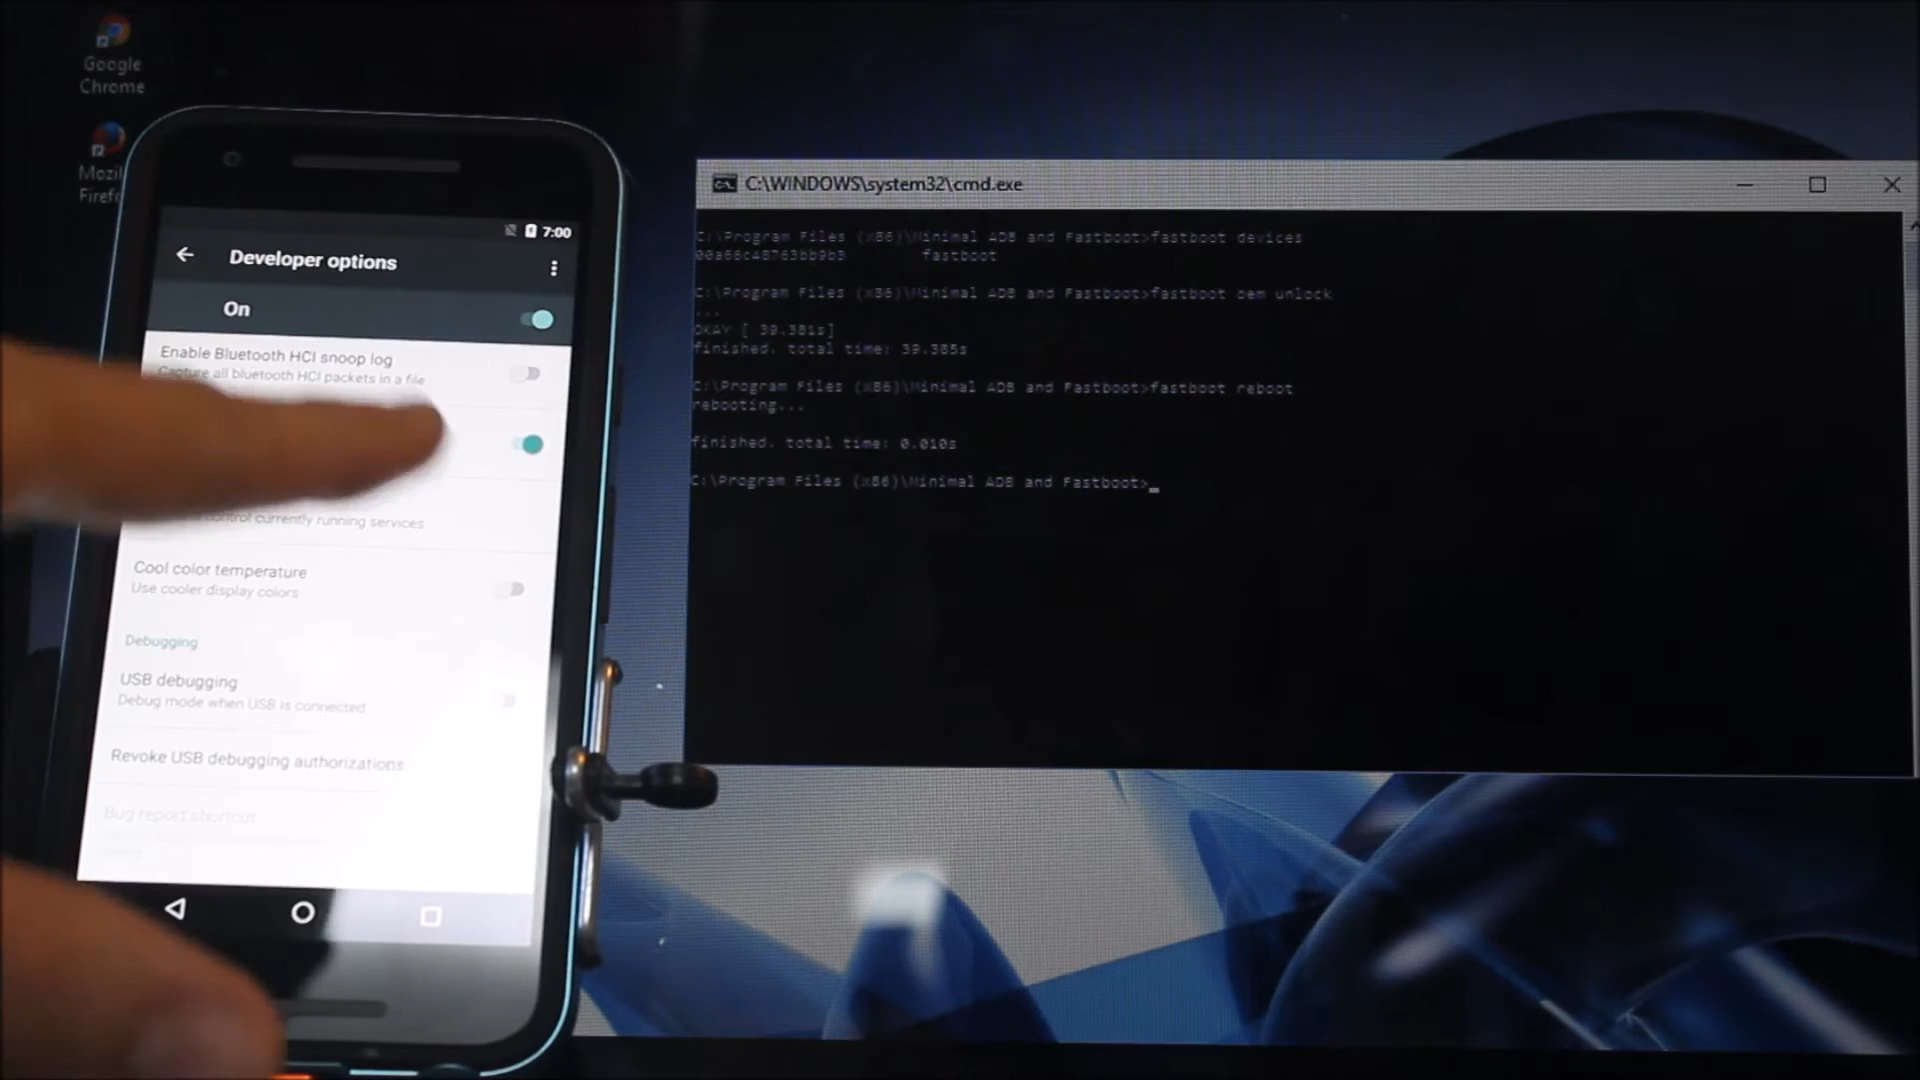 Google
Chrome
Mozil
Firefo
7:00
Developer options
On
Enable Bluetooth HCI snoop log
Capture all bluetooth HCI packets in a file
control currently running services
Cool color temperature
Use cooler display colors
Debugging
USB debugging
Debug mode when USB is connected
Revoke USB debugging authorizations
Bug report shortcut
C:\WINDOWS\system32\cmd.exe
C:\Program Files (x86)\Minimal ADB and Fastboot>fastboot devices
fastboot
C:\Program Files (x86)\Minimal ADB and Fastboot>fastboot oem unlock
...
OKAY [ 39.381s]
finished. total time: 39.385s
C:\Program Files (x86)\Minimal ADB and Fastboot>fastboot reboot
rebooting...
finished. total time: 0.010s
C:\Program Files (x86)\Minimal ADB and Fastboot>_